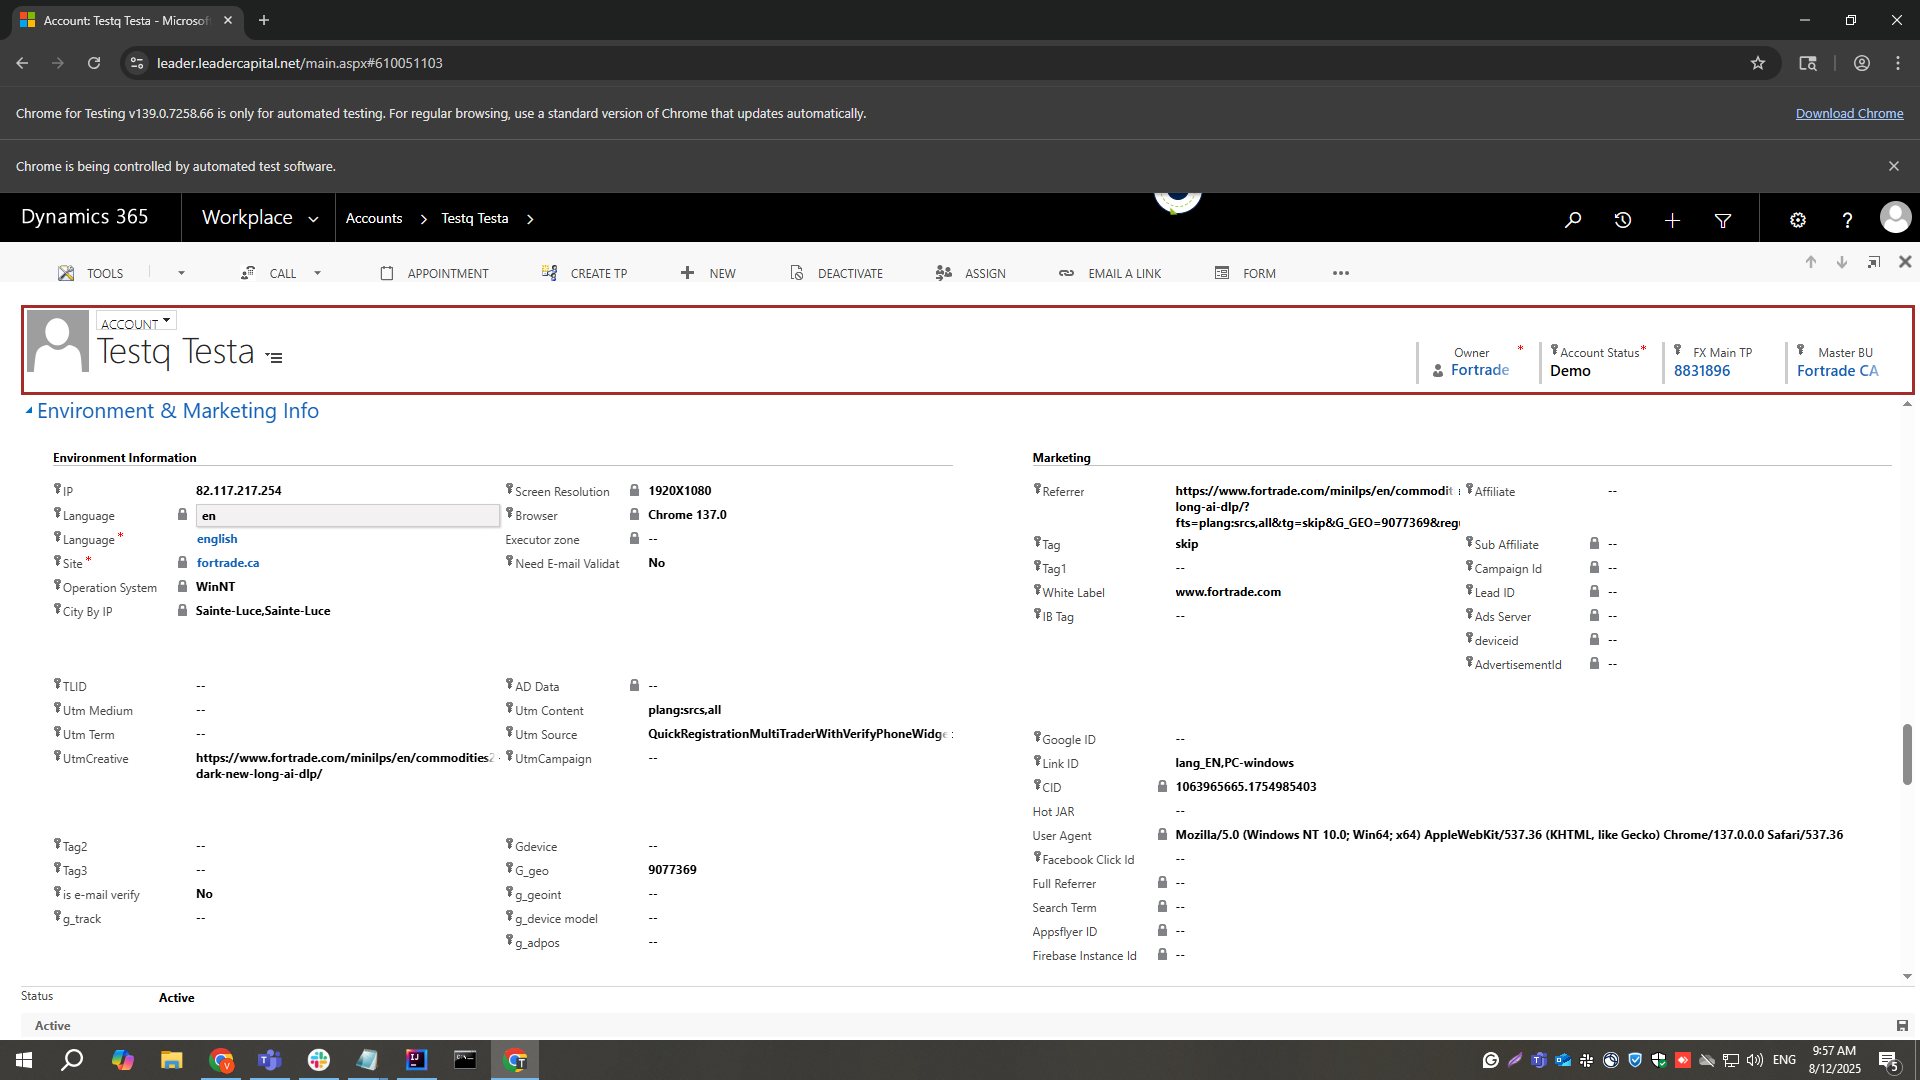 Account: Testq Testa - Microsof
leader.leadercapital.net/main.aspx#610051103
Chrome for Testing v139.0.7258.66 is only for automated testing. For regular browsing, use a standard version of Chrome that updates automatically.
Download Chrome
Chrome is being controlled by automated test software.
Dynamics 365
Workplace
Accounts
Testq Testa
TOOLS
CALL
APPOINTMENT
CREATE TP
NEW
DEACTIVATE
ASSIGN
EMAIL A LINK
FORM
ACCOUNT
Testq Testa
Owner *
Fortrade
Account Status *
Demo
FX Main TP
8831896
Master BU
Fortrade CA
Environment & Marketing Info
Environment Information
IP 82.117.217.254
Language en
Language * english
Site * fortrade.ca
Operation System WinNT
City By IP Sainte-Luce,Sainte-Luce
Screen Resolution 1920X1080
Browser Chrome 137.0
Executor zone --
Need E-mail Validat No
TLID --
Utm Medium --
Utm Term --
UtmCreative https://www.fortrade.com/minilps/en/commodities2-
dark-new-long-ai-dlp/
AD Data --
Utm Content plang:srcs,all
Utm Source QuickRegistrationMultiTraderWithVerifyPhoneWidge
UtmCampaign --
Tag2 --
Tag3 --
is e-mail verify No
g_track --
Gdevice --
G_geo 9077369
g_geoint --
g_device model --
g_adpos --
Marketing
Referrer https://www.fortrade.com/minilps/en/commodit
long-ai-dlp/?
fts=plang:srcs,all&tg=skip&G_GEO=9077369&reg
Tag skip
Tag1 --
White Label www.fortrade.com
IB Tag --
Affiliate --
Sub Affiliate --
Campaign Id --
Lead ID --
Ads Server --
deviceid --
AdvertisementId --
Google ID --
Link ID lang_EN,PC-windows
CID 1063965665.1754985403
Hot JAR --
User Agent Mozilla/5.0 (Windows NT 10.0; Win64; x64) AppleWebKit/537.36 (KHTML, like Gecko) Chrome/137.0.0.0 Safari/537.36
Facebook Click Id --
Full Referrer --
Search Term --
Appsflyer ID --
Firebase Instance Id --
Status Active
Active
ENG
9:57 AM
8/12/2025
5